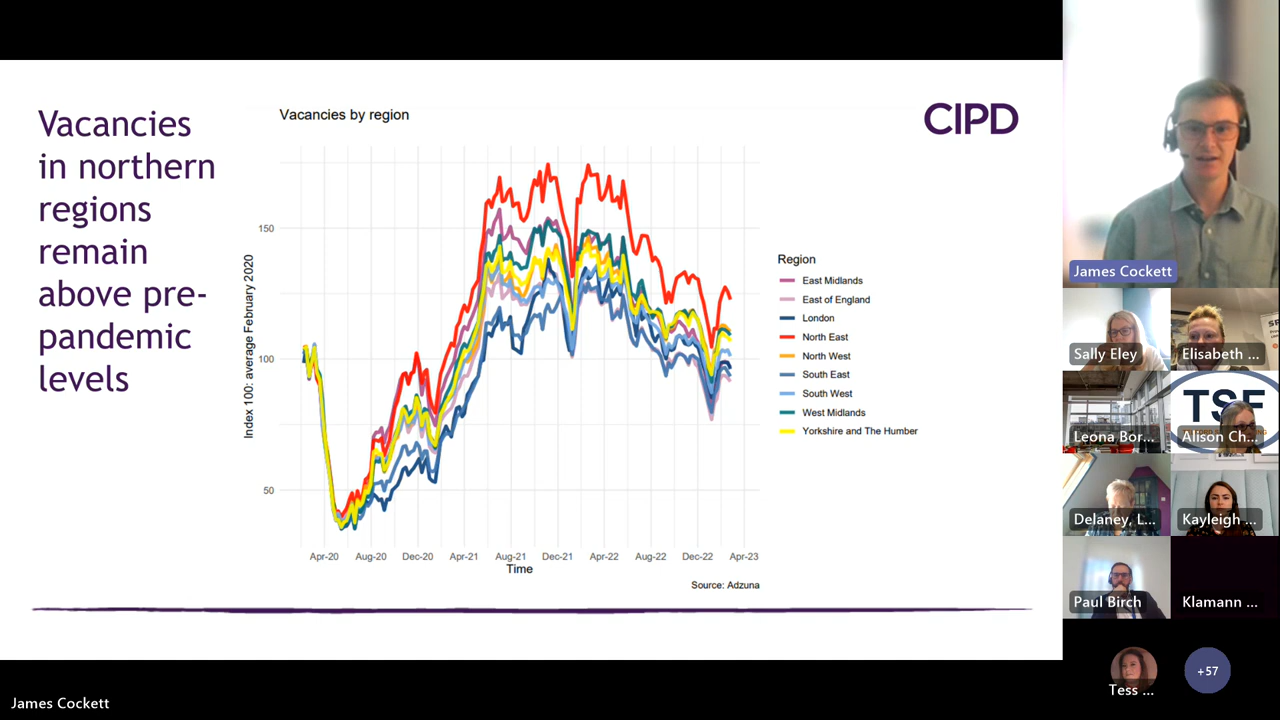 Vacancies
in northern
regions
remain
above pre-
pandemic
levels
Vacancies by region
CIPD
Index 100: average February 2020
150
100
50
Apr-20 Aug-20 Dec-20 Apr-21 Aug-21 Dec-21 Apr-22 Aug-22 Dec-22 Apr-23
Time
Source: Adzuna
Region
East Midlands
East of England
London
North East
North West
South East
South West
West Midlands
Yorkshire and The Humber
James Cockett
James Cockett
Sally Eley
Elisabeth ...
Leona Bor...
TSF
Alison Ch...
Delaney, L...
Kayleigh ...
Paul Birch
Klamann ...
Tess ...
+57